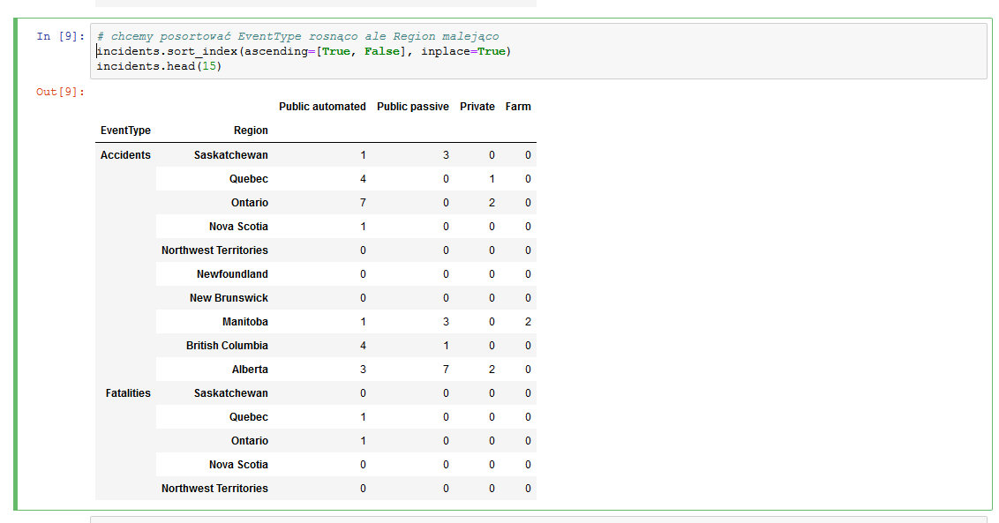 In [9]: # chcemy posortować EventType rosnąco ale Region malejąco
incidents.sort_index(ascending=[True, False], inplace=True)
incidents.head(15)
Out[9]:
Public automated Public passive Private Farm
EventType Region
Accidents Saskatchewan 1 3 0 0
Quebec 4 0 1 0
Ontario 7 0 2 0
Nova Scotia 1 0 0 0
Northwest Territories 0 0 0 0
Newfoundland 0 0 0 0
New Brunswick 0 0 0 0
Manitoba 1 3 0 2
British Columbia 4 1 0 0
Alberta 3 7 2 0
Fatalities Saskatchewan 0 0 0 0
Quebec 1 0 0 0
Ontario 1 0 0 0
Nova Scotia 0 0 0 0
Northwest Territories 0 0 0 0